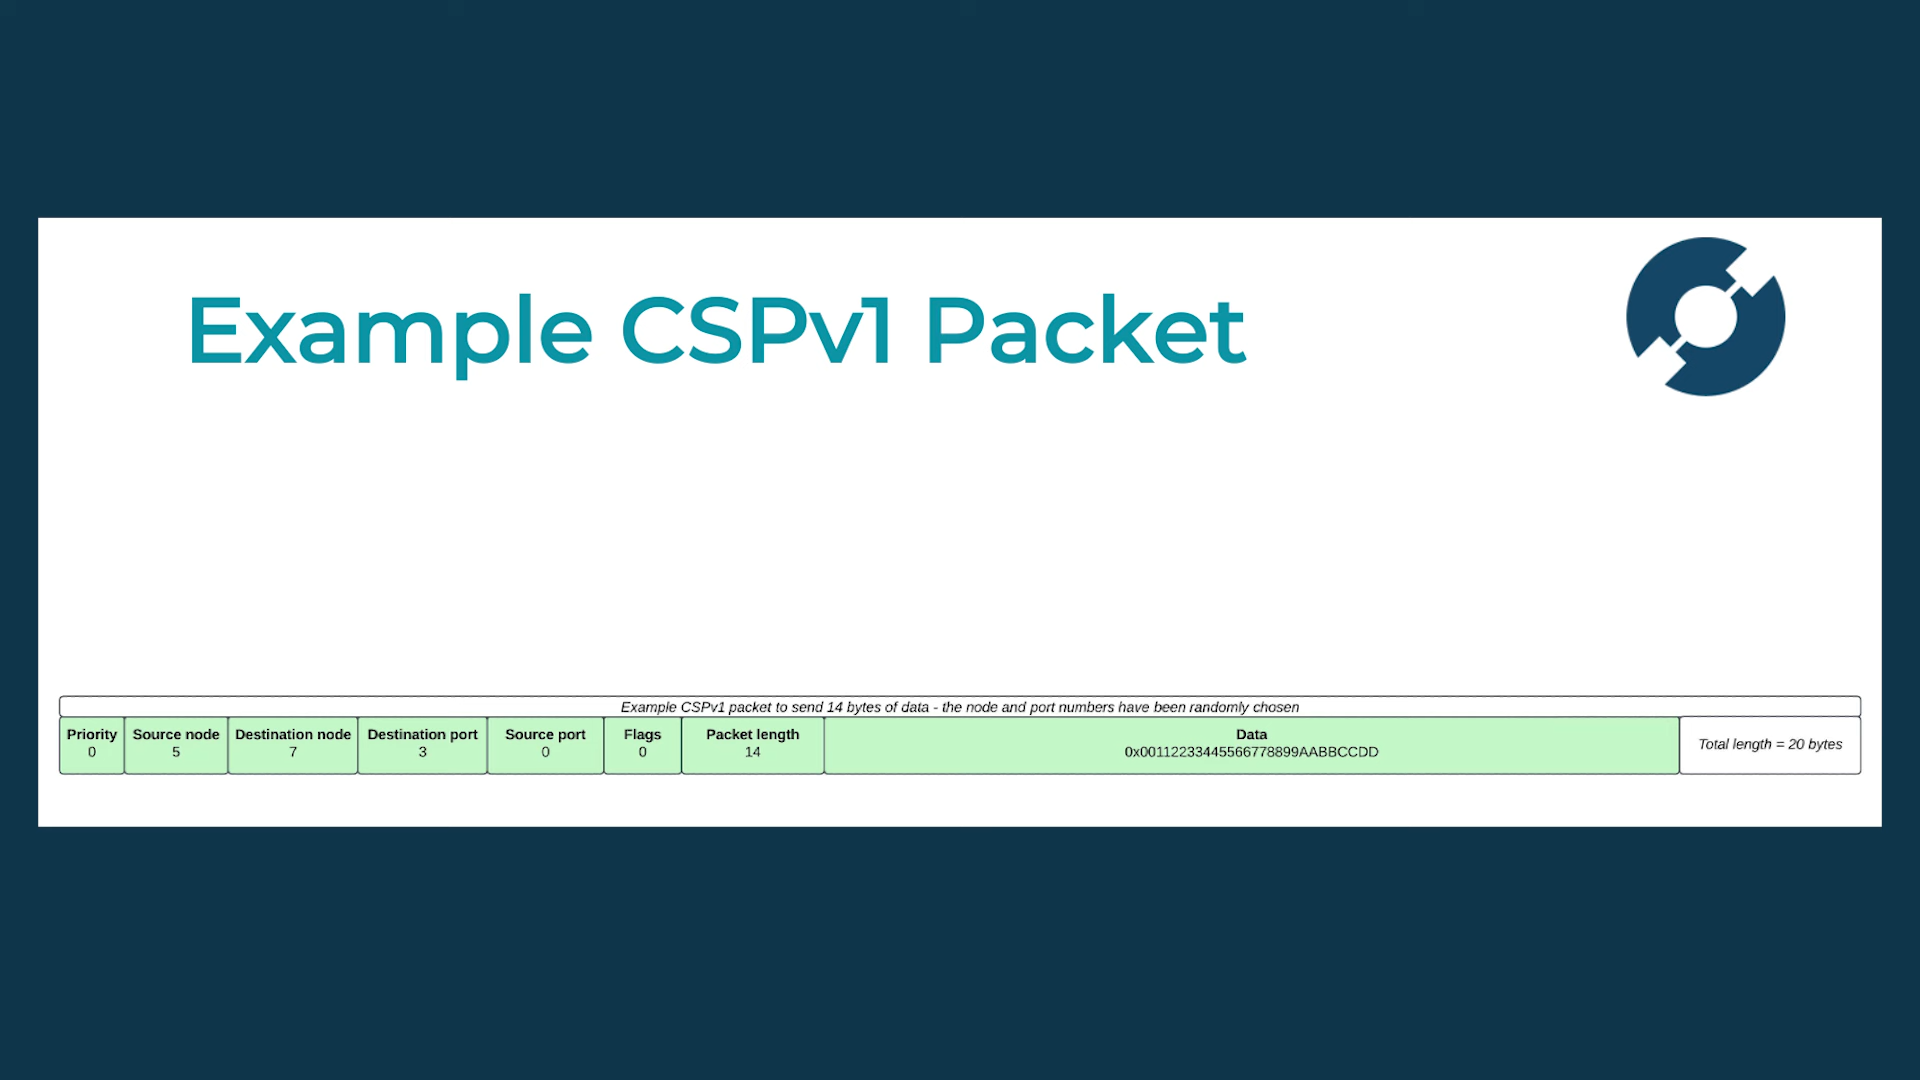 Example CSPv1 Packet
Example CSPv1 packet to send 14 bytes of data - the node and port numbers have been randomly chosen
Priority Source node Destination node Destination port Source port Flags Packet length Data
0 5 7 3 0 0 14 0x00112233445566778899AABBCCDD
Total length = 20 bytes